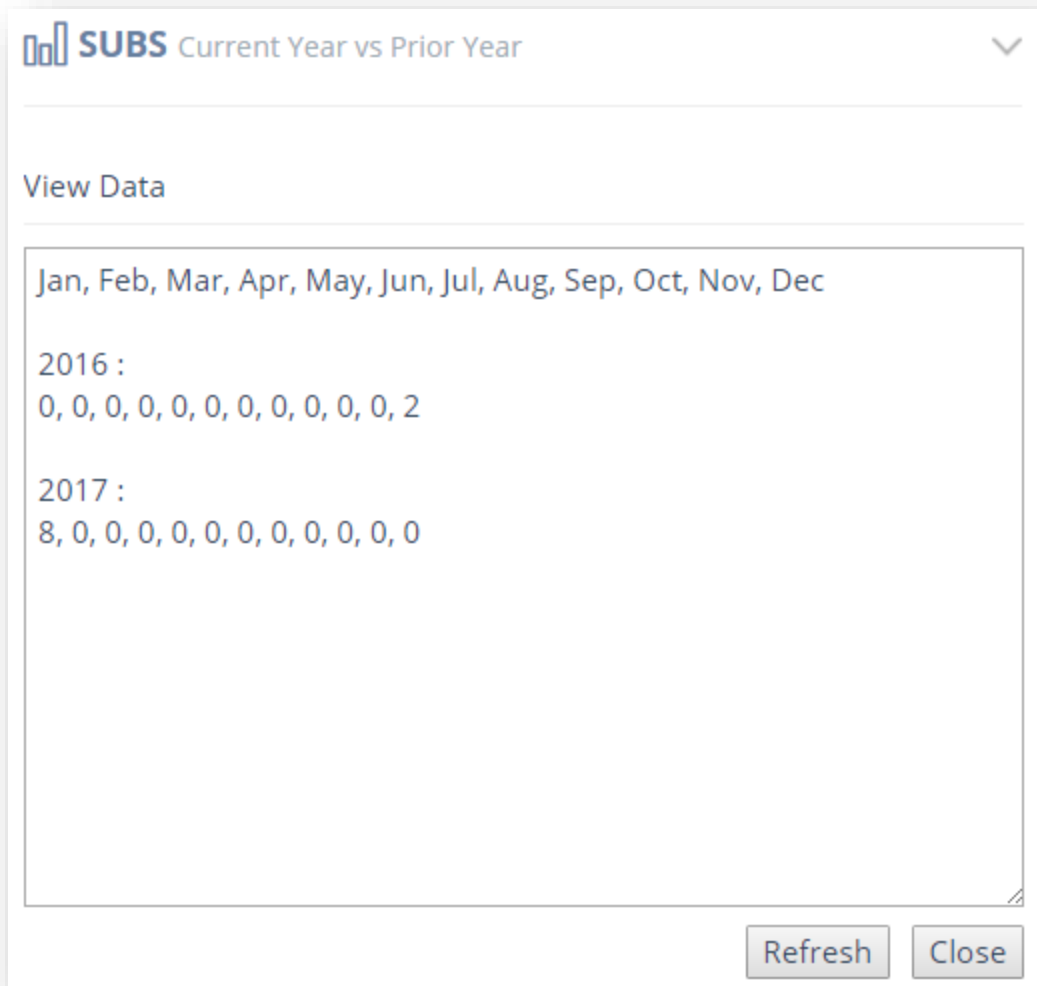 SUBS Current Year vs Prior Year
View Data
Jan, Feb, Mar, Apr, May, Jun, Jul, Aug, Sep, Oct, Nov, Dec
2016 :
0, 0, 0, 0, 0, 0, 0, 0, 0, 0, 0, 2
2017 :
8, 0, 0, 0, 0, 0, 0, 0, 0, 0, 0, 0
Refresh Close